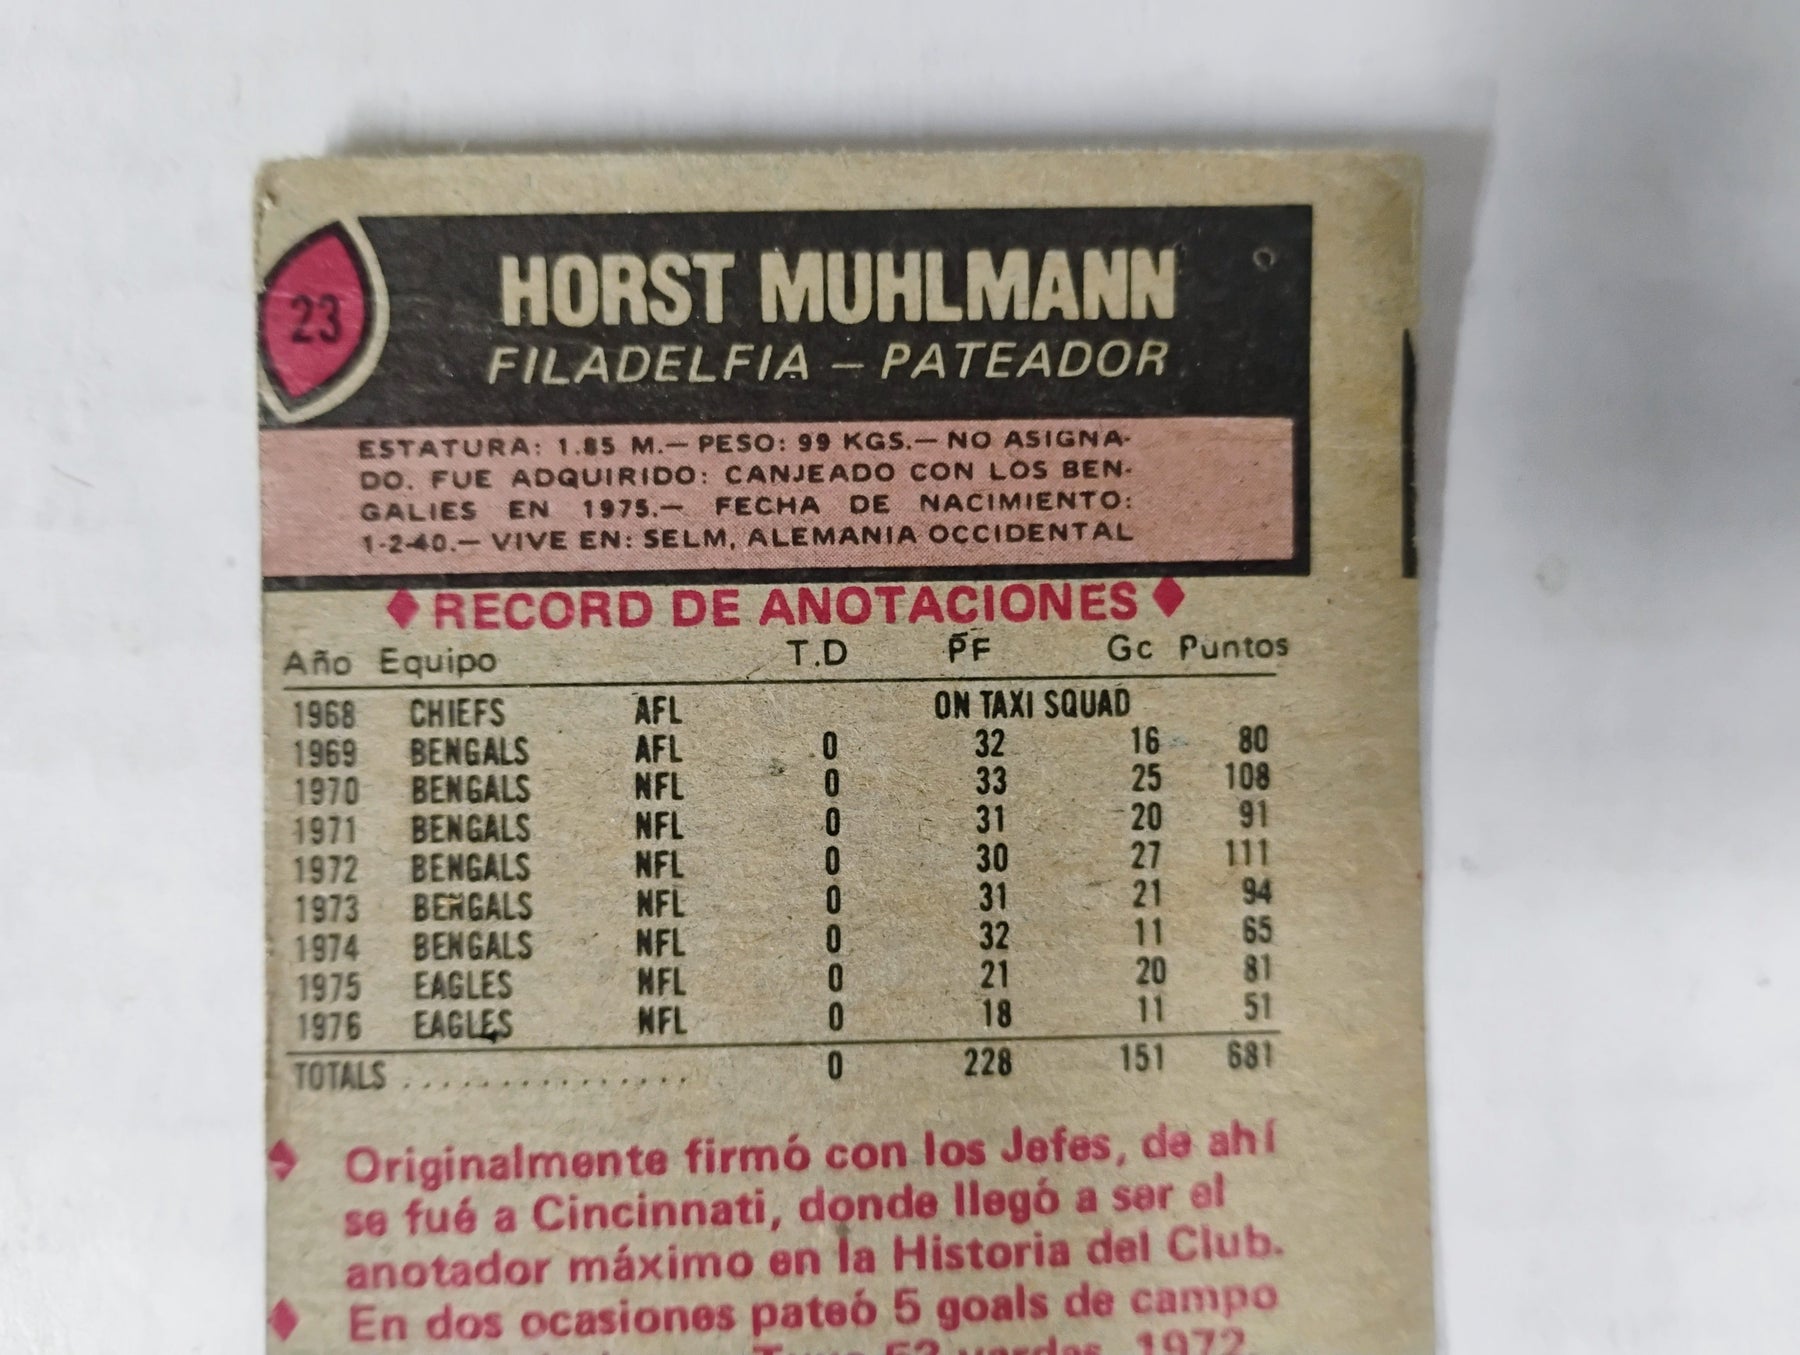 23
HORST MUHLMANN
FILADELFIA – PATEADOR
ESTATURA: 1.85 M.— PESO: 99 KGS.— NO ASIGNA-
DO. FUE ADQUIRIDO: CANJEADO CON LOS BEN-
GALIES EN 1975.— FECHA DE NACIMIENTO:
1-2-40.— VIVE EN: SELM, ALEMANIA OCCIDENTAL
♦ RECORD DE ANOTACIONES ♦
Año Equipo T.D PF Gc Puntos
1968 CHIEFS AFL ON TAXI SQUAD
1969 BENGALS AFL 0 32 16 80
1970 BENGALS NFL 0 33 25 108
1971 BENGALS NFL 0 31 20 91
1972 BENGALS NFL 0 30 27 111
1973 BENGALS NFL 0 31 21 94
1974 BENGALS NFL 0 32 11 65
1975 EAGLES NFL 0 21 20 81
1976 EAGLES NFL 0 18 11 51
TOTALS ................ 0 228 151 681
♦ Originalmente firmó con los Jefes, de ahí
se fué a Cincinnati, donde llegó a ser el
anotador máximo en la Historia del Club.
♦ En dos ocasiones pateó 5 goals de campo
52 yardas, 1972.